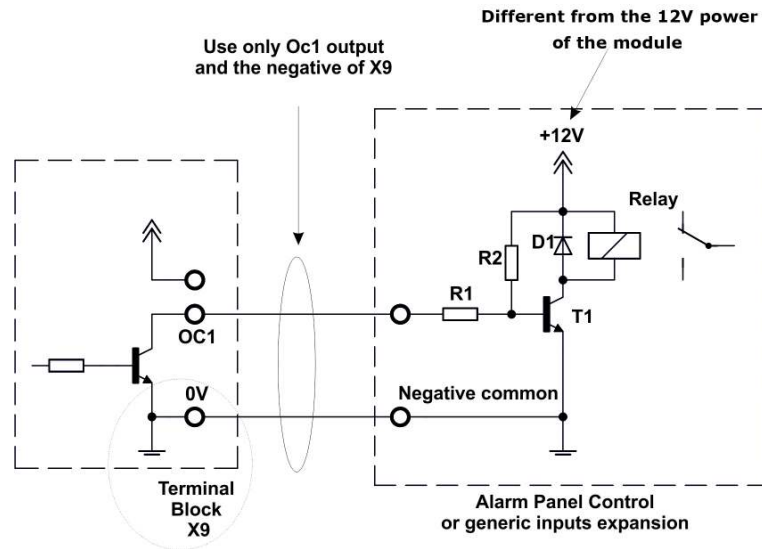 Different from the 12V power
of the module
Use only Oc1 output
and the negative of X9
+12V
Relay
D1
R2
R1
T1
OC1
0V
Negative common
Terminal
Block
X9
Alarm Panel Control
or generic inputs expansion